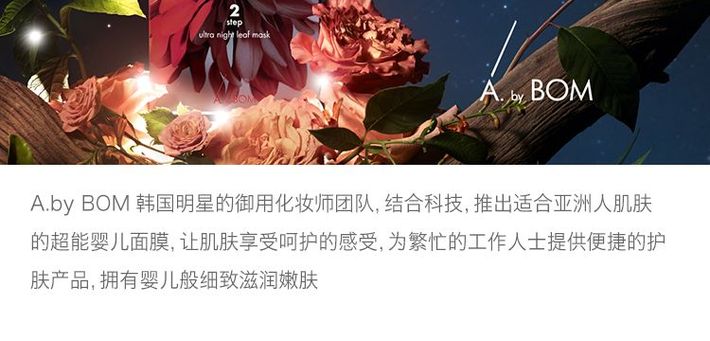 2
step
ultra night leaf mask
A. by BOM
A. by BOM
A.by BOM 韩国明星的御用化妆师团队, 结合科技, 推出适合亚洲人肌肤
的超能婴儿面膜, 让肌肤享受呵护的感受, 为繁忙的工作人士提供便捷的护
肤产品, 拥有婴儿般细致滋润嫩肤